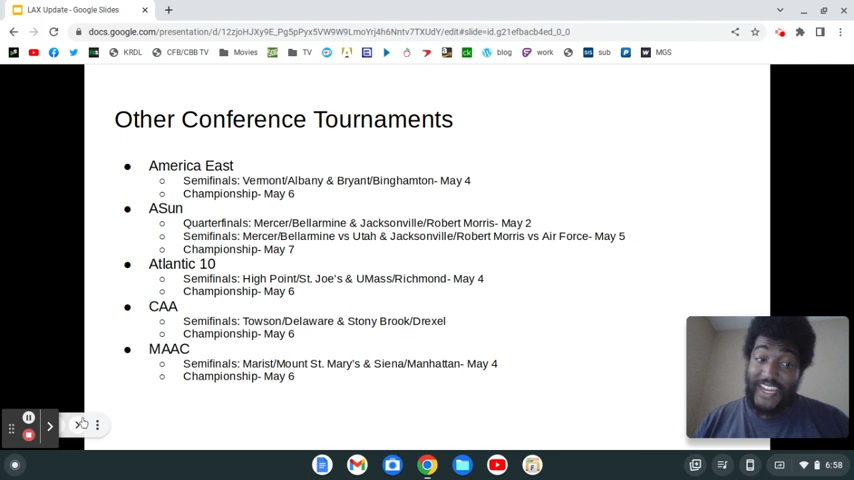 LAX Update - Google Slides
docs.google.com/presentation/d/12zjoHJXy9E_Pg5pPyx5VW9W9LmoYrj4h6Nntv7TXUdY/edit#slide=id.g21efbacb4ed_0_0
KRDL CFB/CBB TV Movies TV blog work sub MGS
Other Conference Tournaments
● America East
○ Semifinals: Vermont/Albany & Bryant/Binghamton- May 4
○ Championship- May 6
● ASun
○ Quarterfinals: Mercer/Bellarmine & Jacksonville/Robert Morris- May 2
○ Semifinals: Mercer/Bellarmine vs Utah & Jacksonville/Robert Morris vs Air Force- May 5
○ Championship- May 7
● Atlantic 10
○ Semifinals: High Point/St. Joe's & UMass/Richmond- May 4
○ Championship- May 6
● CAA
○ Semifinals: Towson/Delaware & Stony Brook/Drexel
○ Championship- May 6
● MAAC
○ Semifinals: Marist/Mount St. Mary's & Siena/Manhattan- May 4
○ Championship- May 6
6:58